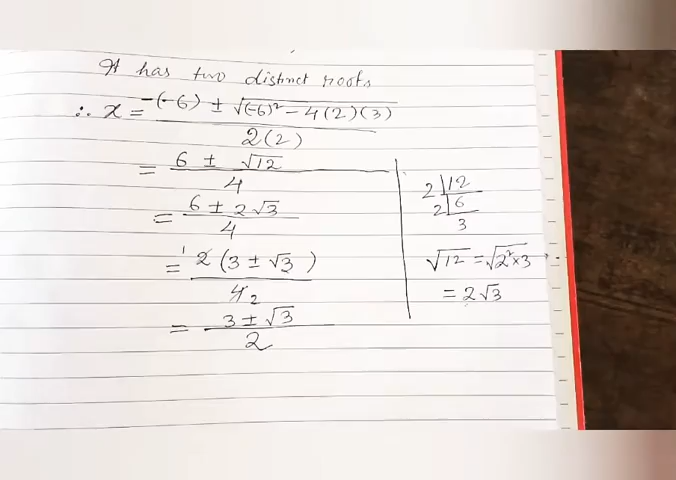 It has two distinct roots
∴ x = -(-6) ± √(-6)² - 4(2)(3) / 2(2)
= 6 ± √12 / 4
= 6 ± 2√3 / 4
= ¹2(3 ± √3) / 4 2
= 3 ± √3 / 2
2 | 12
2 | 6
3
√12 = √2² × 3
= 2√3